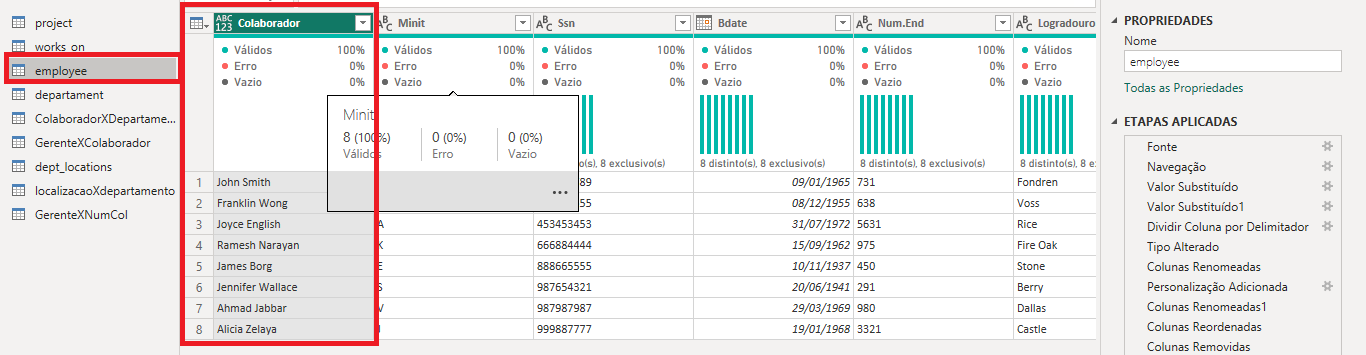 project
works_on
employee
departament
ColaboradorXDepartame...
GerenteXColaborador
dept_locations
localizacaoXdepartamento
GerenteXNumCol
ABC 123 Colaborador ABC Minit ABC Ssn Bdate ABC Num.End ABC Logradouro
Válidos 100% Válidos 100% Válidos 100% Válidos 100% Válidos 100% Válidos
Erro 0% Erro 0% Erro 0% Erro 0% Erro 0% Erro
Vazio 0% Vazio 0% Vazio 0% Vazio 0% Vazio 0% Vazio
Minit
8 (100%) 0 (0%) 0 (0%)
Válidos Erro Vazio
...
distinto(s), 8 exclusivo(s) 8 distinto(s), 8 exclusivo(s) 8 distinto(s), 8 exclusivo(s) 8 distinto(s), 8 exc
1 John Smith 89 09/01/1965 731 Fondren
2 Franklin Wong 555 08/12/1955 638 Voss
3 Joyce English A 453453453 31/07/1972 5631 Rice
4 Ramesh Narayan K 666884444 15/09/1962 975 Fire Oak
5 James Borg E 888665555 10/11/1937 450 Stone
6 Jennifer Wallace S 987654321 20/06/1941 291 Berry
7 Ahmad Jabbar V 987987987 29/03/1969 980 Dallas
8 Alicia Zelaya J 999887777 19/01/1968 3321 Castle
PROPRIEDADES
Nome
employee
Todas as Propriedades
ETAPAS APLICADAS
Fonte
Navegação
Valor Substituído
Valor Substituído1
Dividir Coluna por Delimitador
Tipo Alterado
Colunas Renomeadas
Personalização Adicionada
Colunas Renomeadas1
Colunas Reordenadas
Colunas Removidas